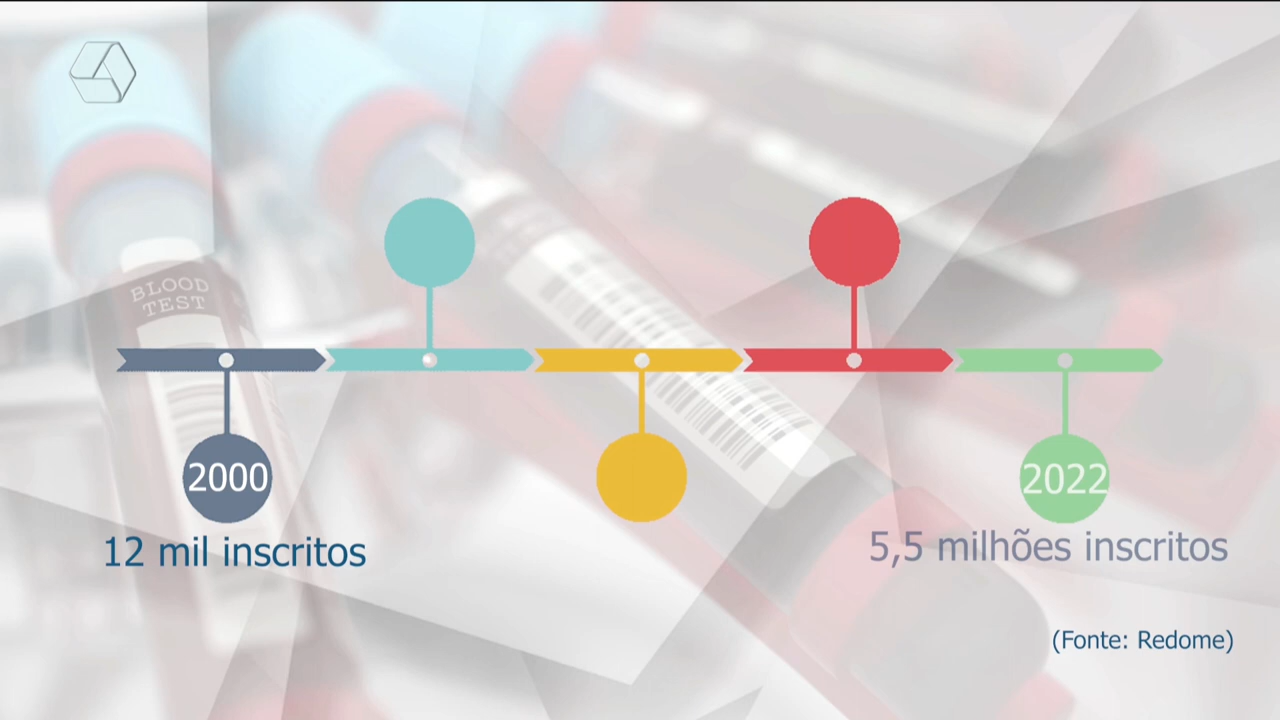 BLOOD
TEST
2000
12 mil inscritos
2022
5,5 milhões inscritos
(Fonte: Redome)